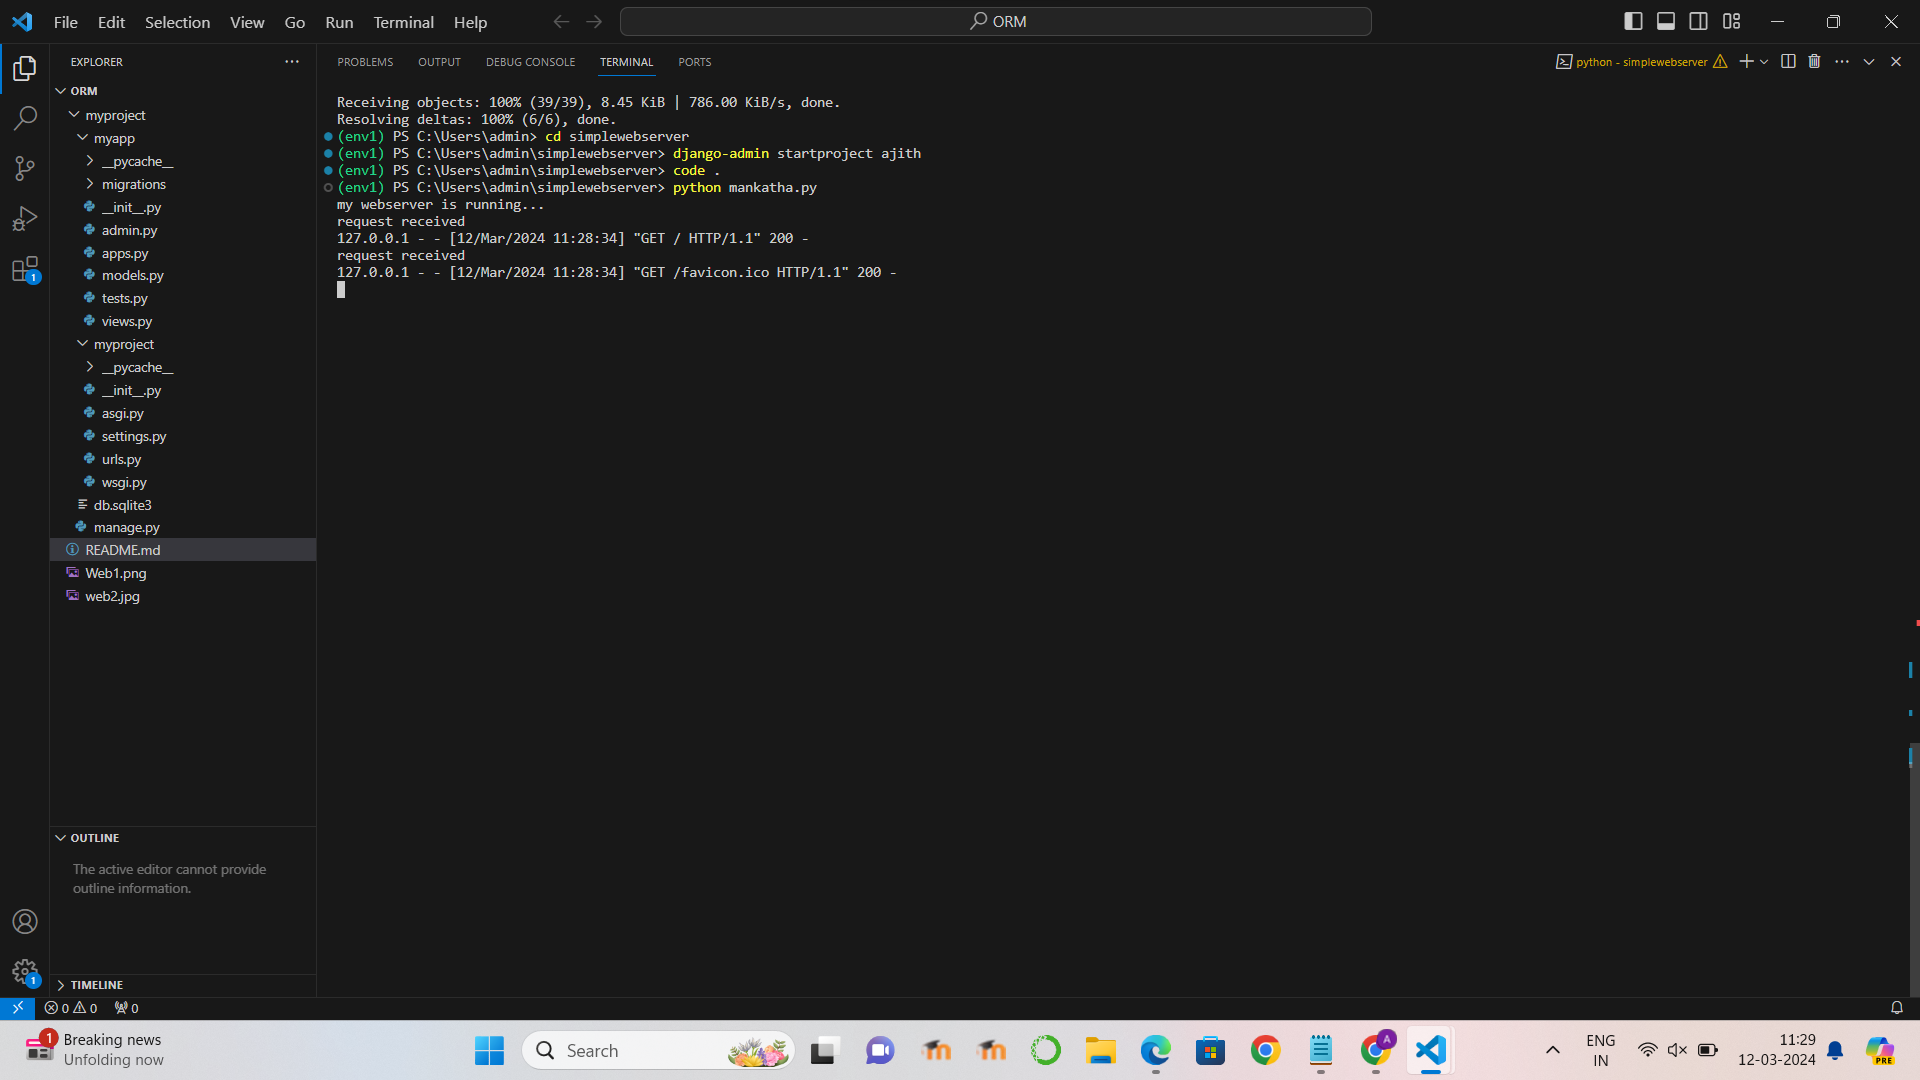 File Edit Selection View Go Run Terminal Help
ORM
EXPLORER
PROBLEMS OUTPUT DEBUG CONSOLE TERMINAL PORTS
python - simplewebserver
ORM
myproject
myapp
__pycache__
migrations
__init__.py
admin.py
apps.py
models.py
tests.py
views.py
myproject
__pycache__
__init__.py
asgi.py
settings.py
urls.py
wsgi.py
db.sqlite3
manage.py
README.md
Web1.png
web2.jpg
Receiving objects: 100% (39/39), 8.45 KiB | 786.00 KiB/s, done.
Resolving deltas: 100% (6/6), done.
(env1) PS C:\Users\admin> cd simplewebserver
(env1) PS C:\Users\admin\simplewebserver> django-admin startproject ajith
(env1) PS C:\Users\admin\simplewebserver> code .
(env1) PS C:\Users\admin\simplewebserver> python mankatha.py
my webserver is running...
request received
127.0.0.1 - - [12/Mar/2024 11:28:34] "GET / HTTP/1.1" 200 -
request received
127.0.0.1 - - [12/Mar/2024 11:28:34] "GET /favicon.ico HTTP/1.1" 200 -
1
OUTLINE
The active editor cannot provide
outline information.
1
TIMELINE
0 0 0
1
Breaking news
Unfolding now
Search
A
ENG
IN
11:29
12-03-2024
PRE